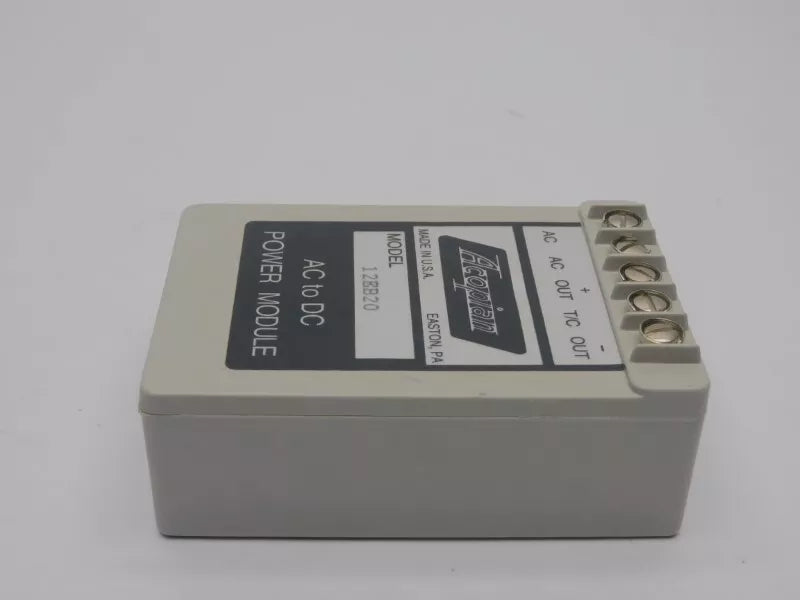 AC AC OUT T/C OUT
+ -
Acopian
MADE IN U.S.A. EASTON, PA
MODEL
12EB20
AC to DC
POWER MODULE